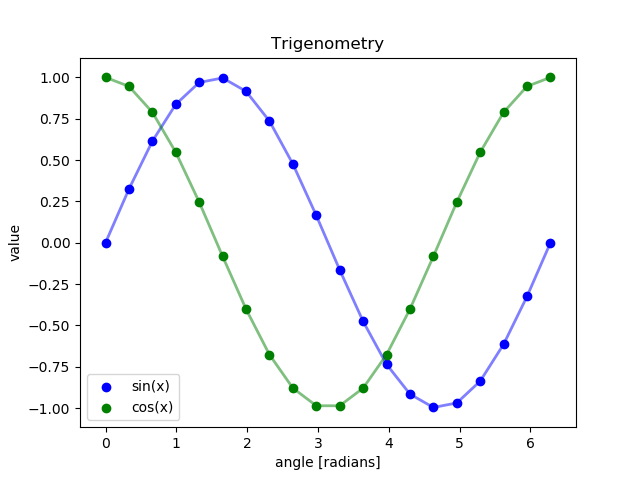 Trigenometry
1.00
0.75
0.50
0.25
0.00
−0.25
−0.50
−0.75
−1.00
value
sin(x)
cos(x)
0 1 2 3 4 5 6
angle [radians]